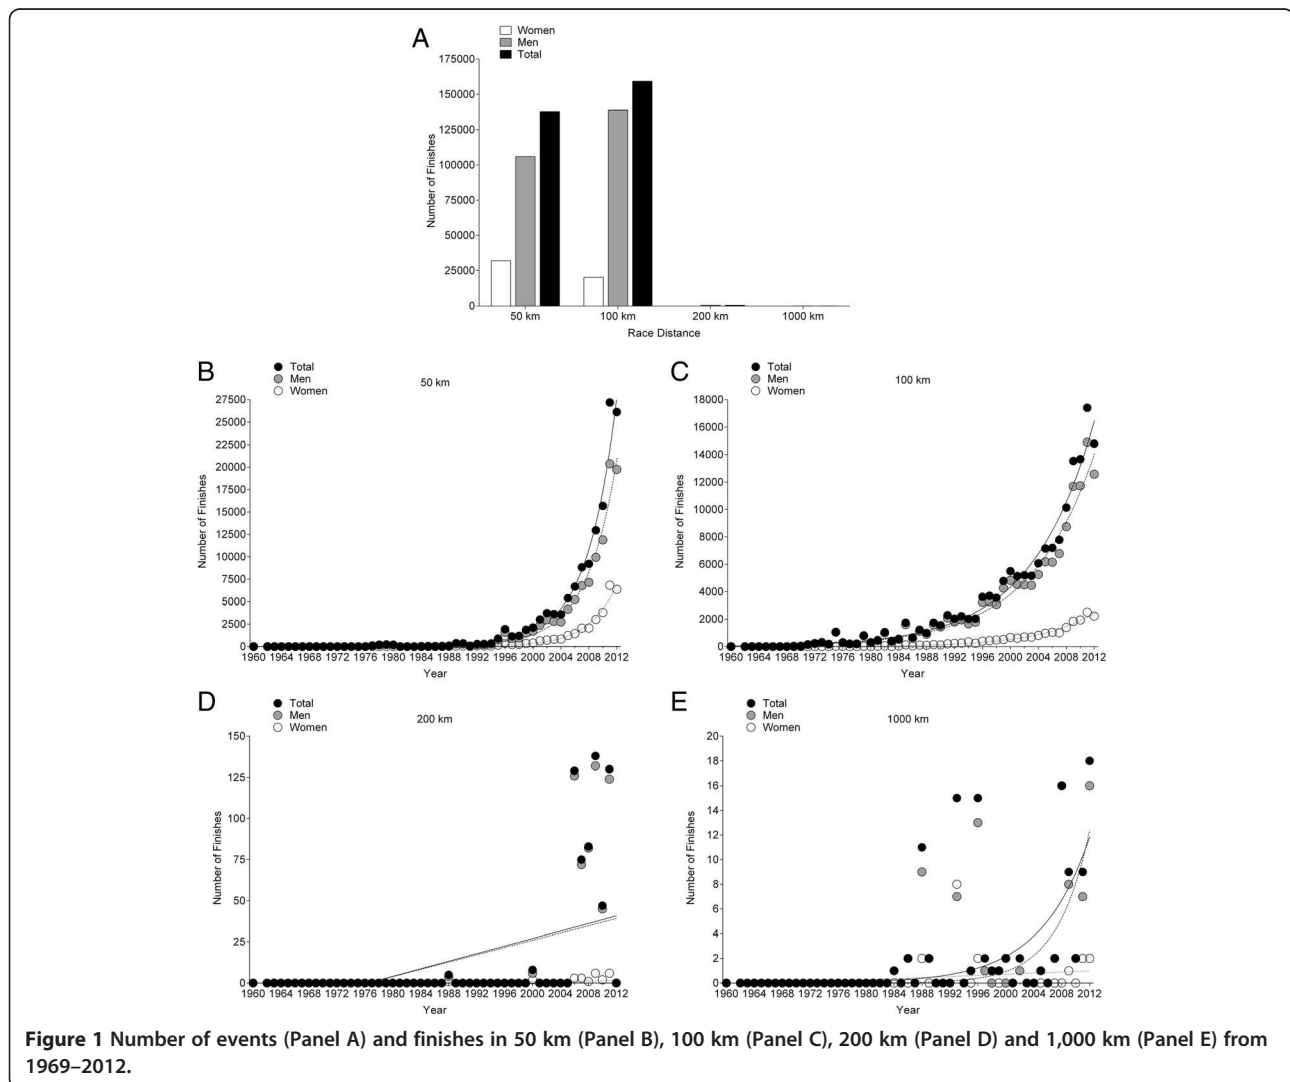 A
Women
Men
Total
175000
150000
125000
100000
75000
50000
25000
0
Number of Finishes
50 km
100 km
200 km
1000 km
Race Distance
B
Total
Men
Women
50 km
27500
25000
22500
20000
17500
15000
12500
10000
7500
5000
2500
0
Number of Finishes
1960 1964 1968 1972 1976 1980 1984 1988 1992 1996 2000 2004 2008 2012
Year
C
Total
Men
Women
100 km
18000
16000
14000
12000
10000
8000
6000
4000
2000
0
Number of Finishes
1960 1964 1968 1972 1976 1980 1984 1988 1992 1996 2000 2004 2008 2012
Year
D
Total
Men
Women
200 km
150
125
100
75
50
25
0
Number of Finishes
1960 1964 1968 1972 1976 1980 1984 1988 1992 1996 2000 2004 2008 2012
Year
E
Total
Men
Women
1000 km
20
18
16
14
12
10
8
6
4
2
0
Number of Finishes
1960 1964 1968 1972 1976 1980 1984 1988 1992 1996 2000 2004 2008 2012
Year
Figure 1 Number of events (Panel A) and finishes in 50 km (Panel B), 100 km (Panel C), 200 km (Panel D) and 1,000 km (Panel E) from
1969–2012.